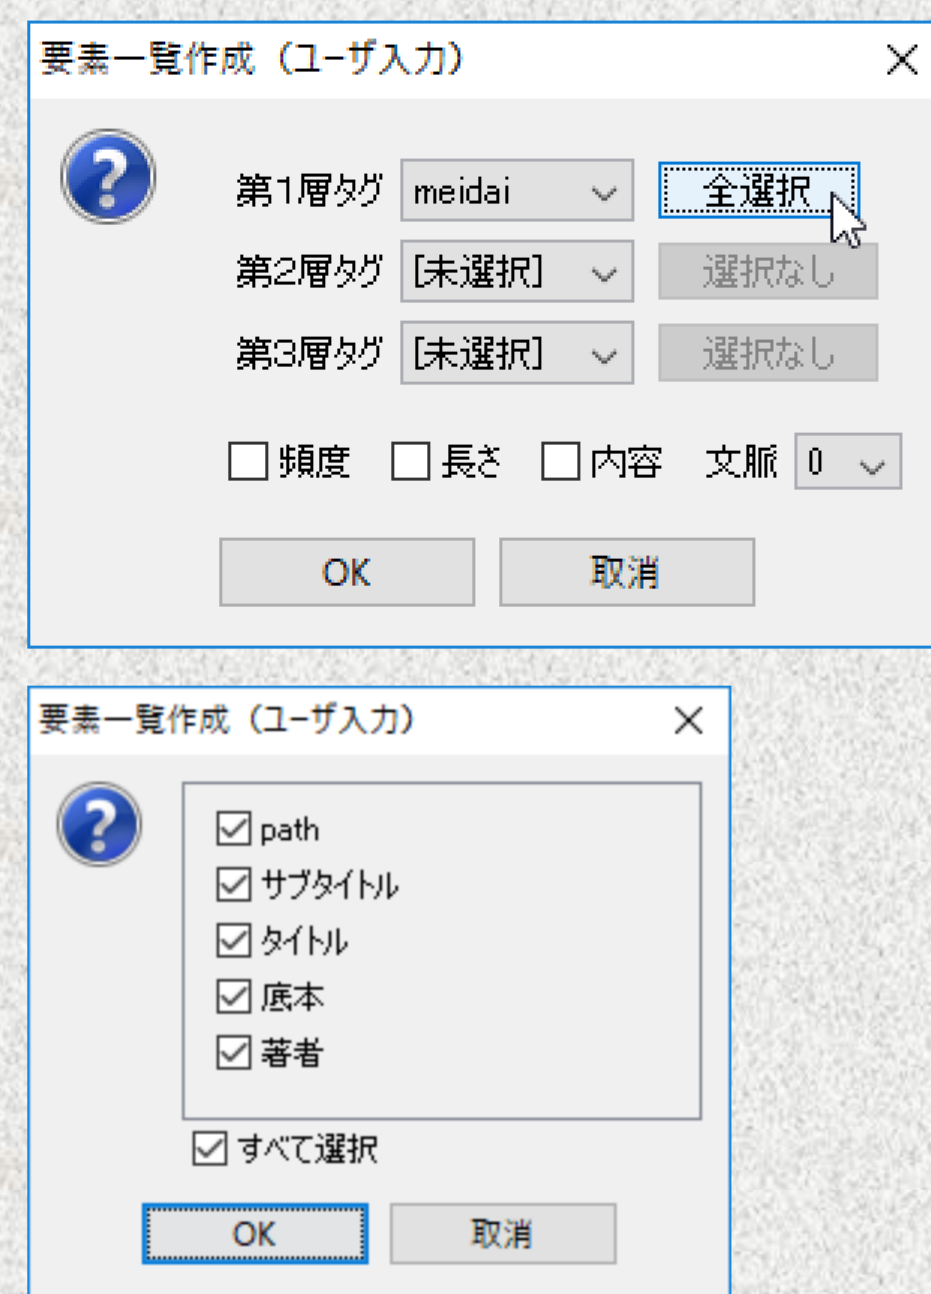 要素一覧作成（ユーザ入力）
第1層タグ meidai 全選択
第2層タグ [未選択] 選択なし
第3層タグ [未選択] 選択なし
頻度 長さ 内容 文脈 0
OK 取消
要素一覧作成（ユーザ入力）
path
サブタイトル
タイトル
底本
著者
すべて選択
OK 取消